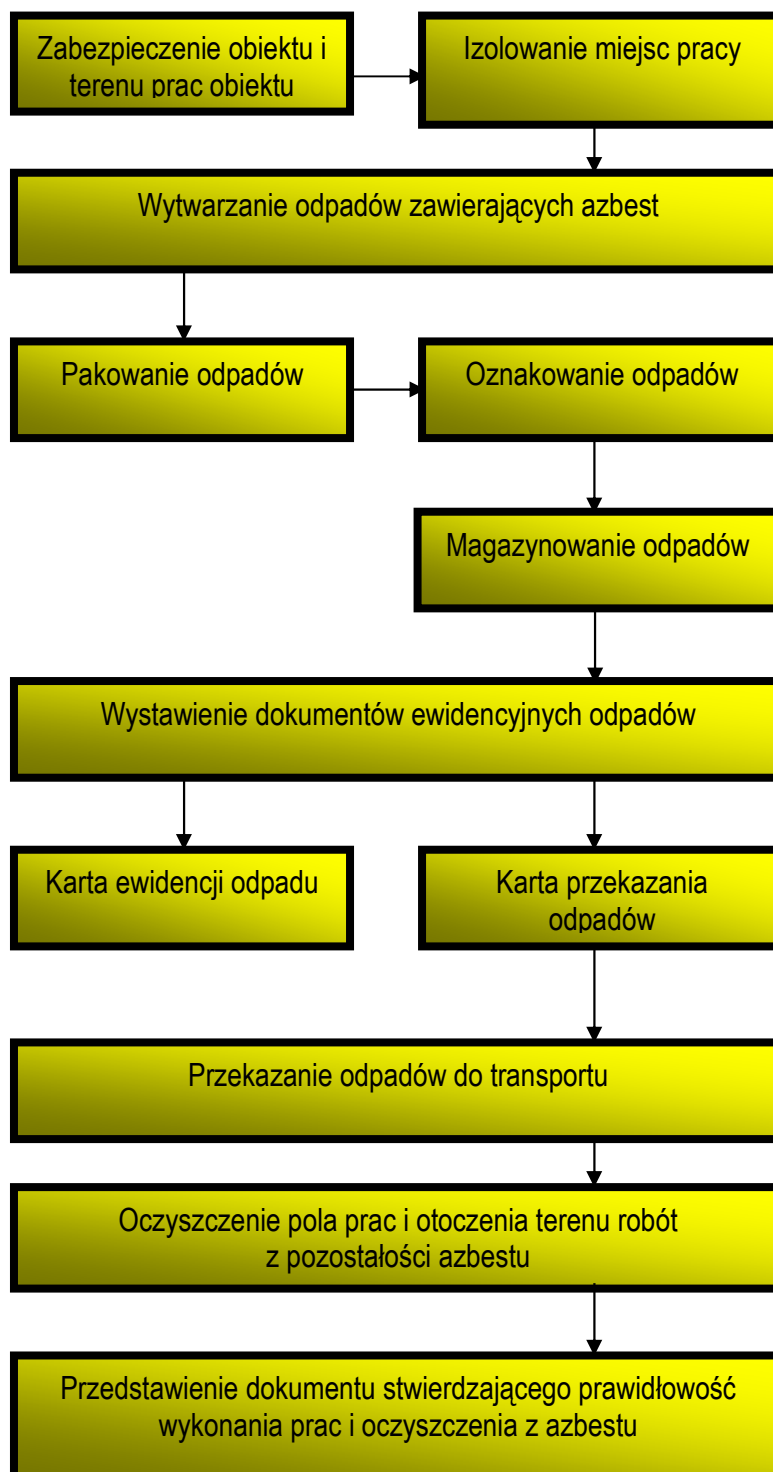 Zabezpieczenie obiektu i
terenu prac obiektu
Izolowanie miejsc pracy
Wytwarzanie odpadów zawierających azbest
Pakowanie odpadów
Oznakowanie odpadów
Magazynowanie odpadów
Wystawienie dokumentów ewidencyjnych odpadów
Karta ewidencji odpadu
Karta przekazania
odpadów
Przekazanie odpadów do transportu
Oczyszczenie pola prac i otoczenia terenu robót
z pozostałości azbestu
Przedstawienie dokumentu stwierdzającego prawidłowość
wykonania prac i oczyszczenia z azbestu